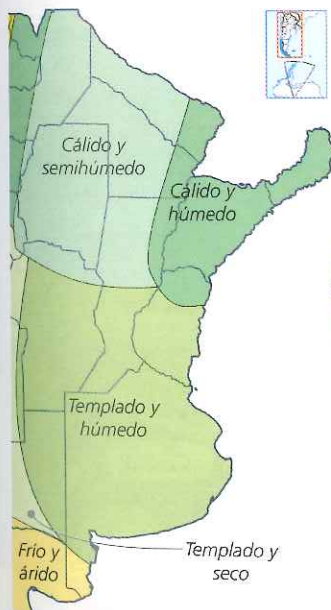 Cálido y
semihúmedo
Cálido y
húmedo
Templado y
húmedo
Frío y
árido
Templado y
seco